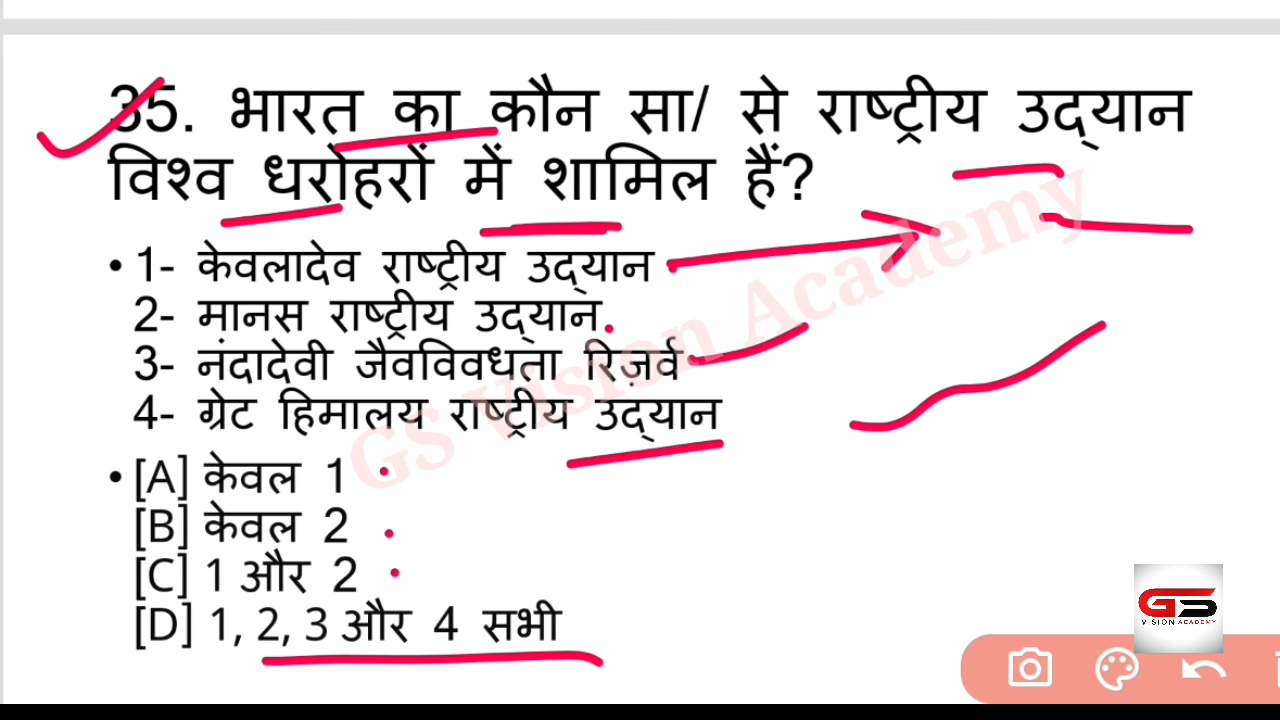 35. भारत का कौन सा/ से राष्ट्रीय उद्यान
विश्व धरोहरों में शामिल हैं?
• 1- केवलादेव राष्ट्रीय उद्यान
2- मानस राष्ट्रीय उद्यान
3- नंदादेवी जैवविवधता रिज़र्व
4- ग्रेट हिमालय राष्ट्रीय उद्यान
• [A] केवल 1
[B] केवल 2
[C] 1 और 2
[D] 1, 2, 3 और 4 सभी
GS Vision Academy
GS
VISION ACADEMY